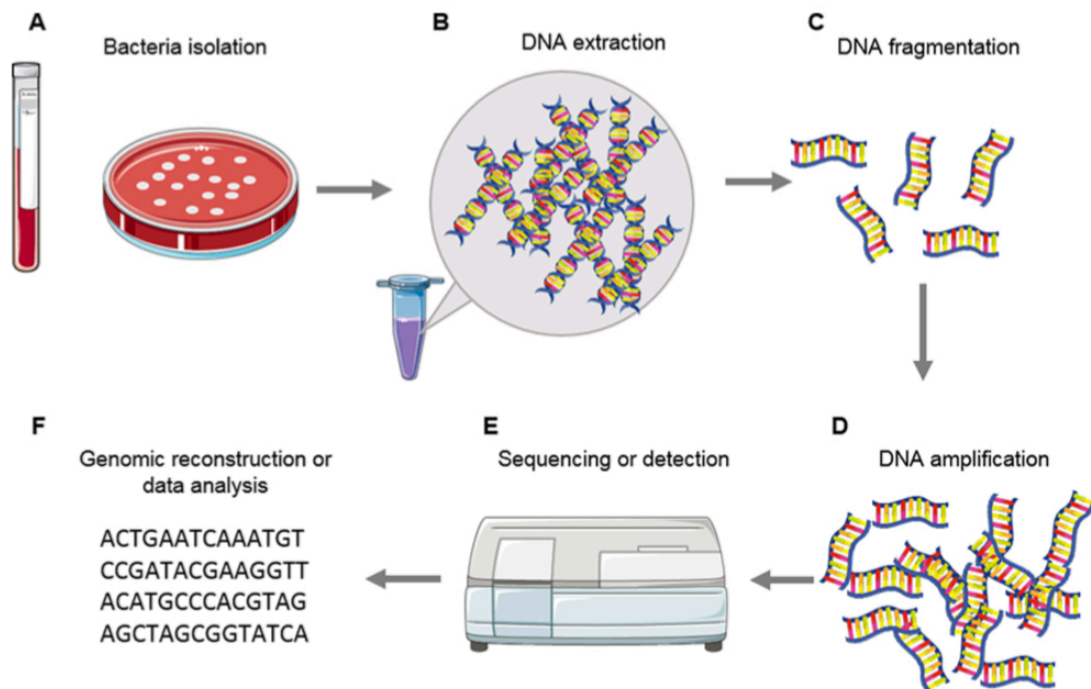 A
Bacteria isolation
B
DNA extraction
C
DNA fragmentation
F
Genomic reconstruction or
data analysis
ACTGAATCAAATGT
CCGATACGAAGGTT
ACATGCCCACGTAG
AGCTAGCGGTATCA
E
Sequencing or detection
D
DNA amplification